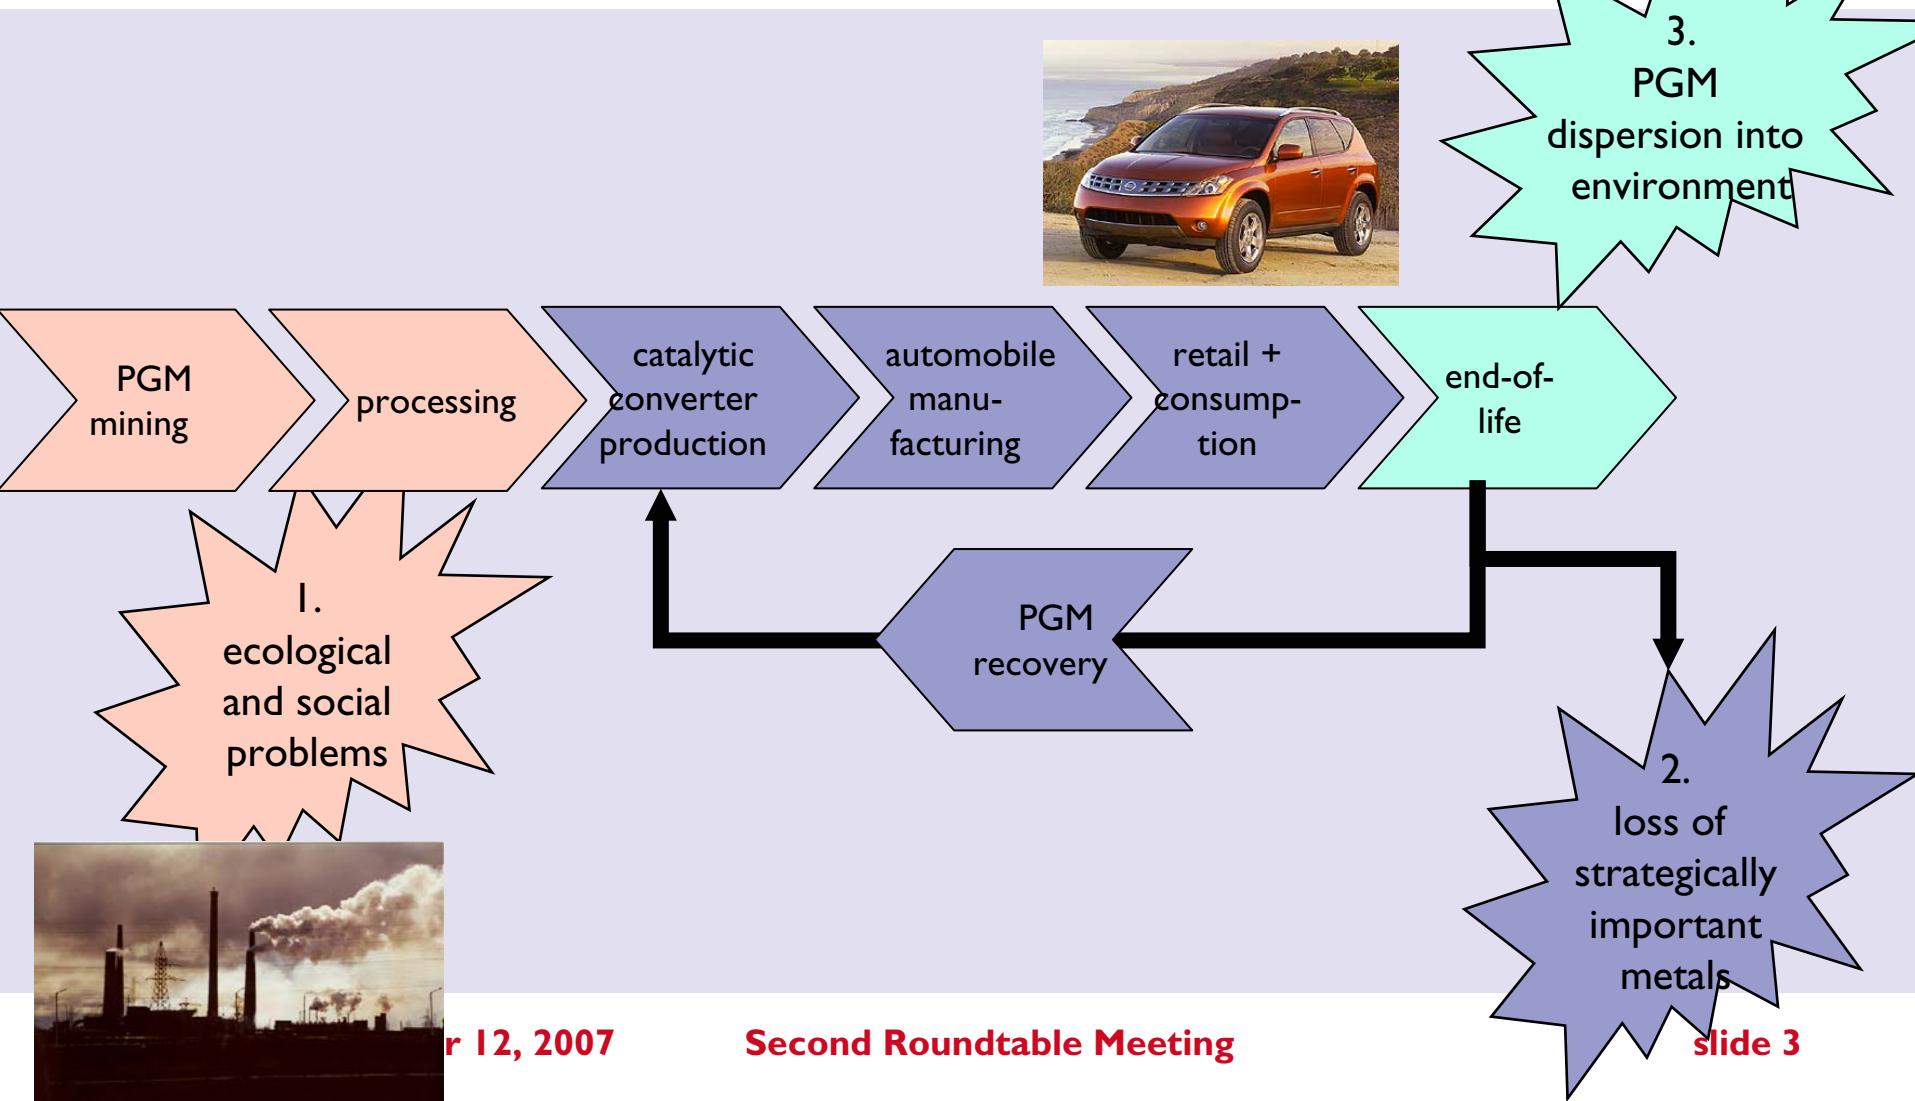 3.
PGM
dispersion into
environment
PGM
mining
processing
catalytic
converter
production
automobile
manu-
facturing
retail +
consump-
tion
end-of-
life
1.
ecological
and social
problems
PGM
recovery
2.
loss of
strategically
important
metals
r 12, 2007
Second Roundtable Meeting
slide 3